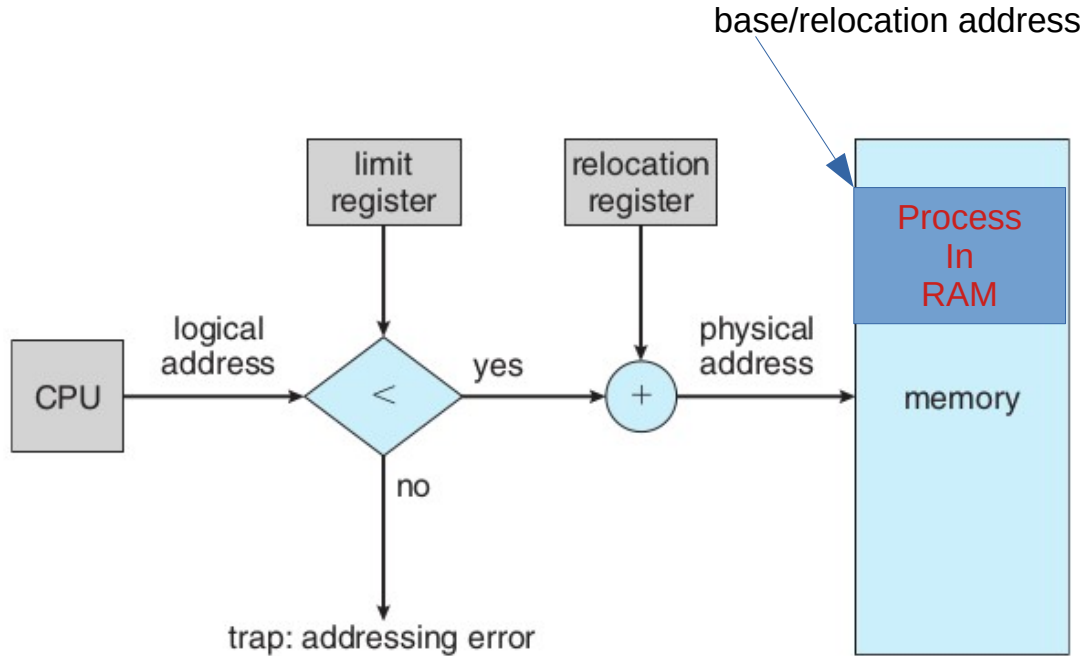 base/relocation address
limit
register
relocation
register
Process
In
RAM
logical
address
yes
physical
address
CPU
<
+
memory
no
trap: addressing error